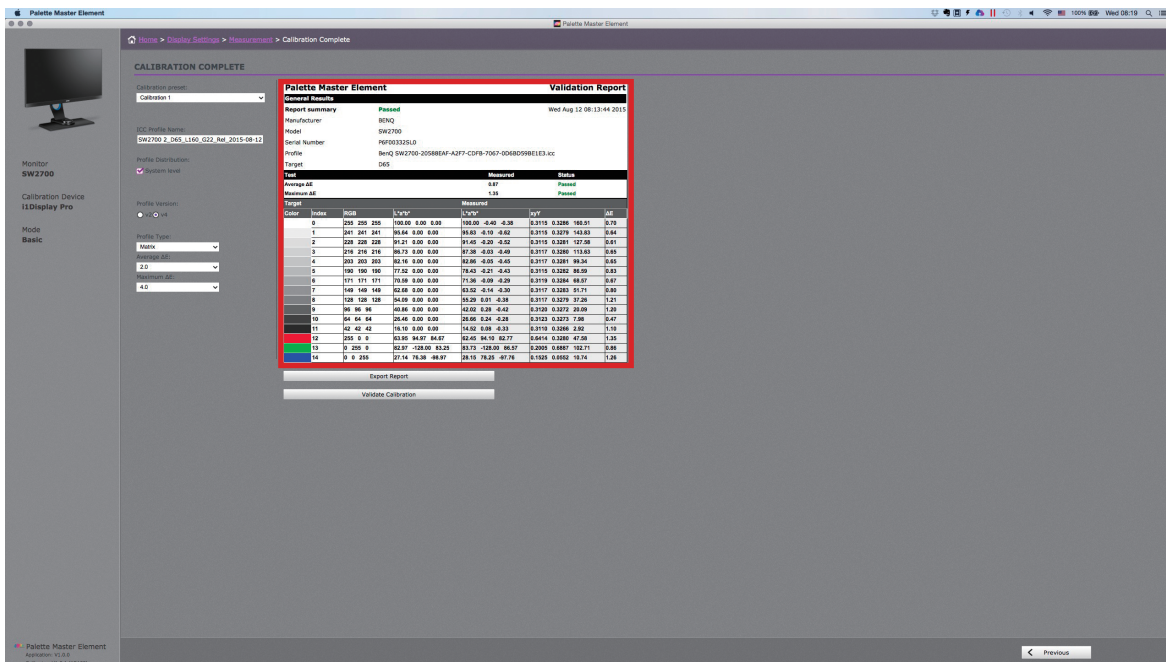 Palette Master Element
100% Wed 08:19
Palette Master Element
Home > Display Settings > Measurement > Calibration Complete
CALIBRATION COMPLETE
Calibration preset:
Calibration 1
ICC Profile Name:
SW2700 2_D65_L160_G22_Rel_2015-08-12
Profile Distribution:
System level
Profile Version:
v2 v4
Profile Type:
Matrix
Average ΔE:
2.0
Maximum ΔE:
4.0
Monitor
SW2700
Calibration Device
i1Display Pro
Mode
Basic
Palette Master Element Validation Report
General Results
Report summary Passed Wed Aug 12 08:13:44 2015
Manufacturer BENQ
Model SW2700
Serial Number P6F00332SL0
Profile BenQ SW2700-20588EAF-A2F7-CDFB-7067-0D6BD59BE1E3.icc
Target D65
Test Measured Status
Average ΔE 0.87 Passed
Maximum ΔE 1.35 Passed
Target Measured
Color Index RGB L*a*b* L*a*b* xyY ΔE
0 255 255 255 100.00 0.00 0.00 100.00 -0.40 -0.38 0.3115 0.3286 160.51 0.70
1 241 241 241 95.64 0.00 0.00 95.83 -0.10 -0.62 0.3115 0.3279 143.83 0.64
2 228 228 228 91.21 0.00 0.00 91.45 -0.20 -0.52 0.3115 0.3281 127.58 0.61
3 216 216 216 86.73 0.00 0.00 87.38 -0.03 -0.49 0.3117 0.3280 113.63 0.65
4 203 203 203 82.16 0.00 0.00 82.86 -0.05 -0.45 0.3117 0.3281 99.34 0.65
5 190 190 190 77.52 0.00 0.00 78.43 -0.21 -0.43 0.3115 0.3282 86.59 0.83
6 171 171 171 70.59 0.00 0.00 71.36 -0.09 -0.29 0.3119 0.3284 68.57 0.67
7 149 149 149 62.68 0.00 0.00 63.52 -0.14 -0.30 0.3117 0.3283 51.71 0.80
8 128 128 128 54.09 0.00 0.00 55.29 0.01 -0.38 0.3117 0.3279 37.26 1.21
9 96 96 96 40.86 0.00 0.00 42.02 0.28 -0.42 0.3120 0.3272 20.09 1.20
10 64 64 64 26.46 0.00 0.00 26.66 0.24 -0.28 0.3123 0.3273 7.98 0.47
11 42 42 42 16.10 0.00 0.00 14.52 0.08 -0.33 0.3110 0.3266 2.92 1.10
12 255 0 0 63.95 94.97 84.67 62.45 94.10 82.77 0.6414 0.3280 47.58 1.35
13 0 255 0 82.97 -128.00 83.25 83.73 -128.00 86.57 0.2005 0.6887 102.71 0.86
14 0 0 255 27.14 76.38 -98.97 28.15 76.25 -97.76 0.1525 0.0552 10.74 1.26
Export Report
Validate Calibration
Palette Master Element
Application: V1.0.0
Previous